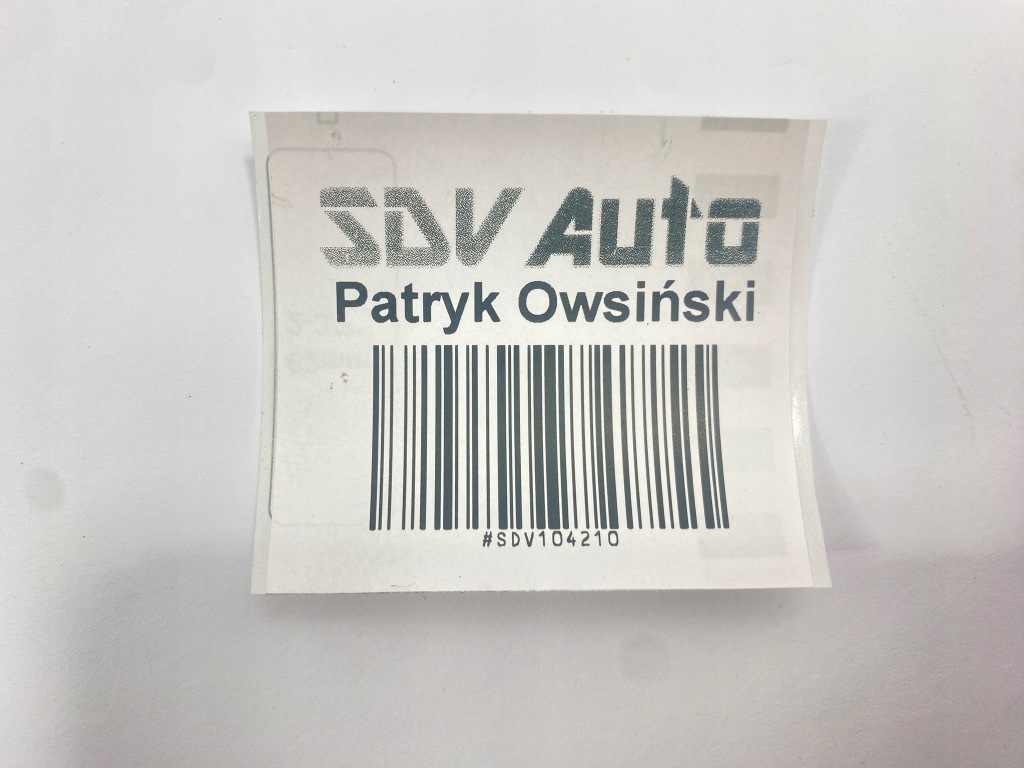 SDV Auto
Patryk Owsiński
#SDV104210